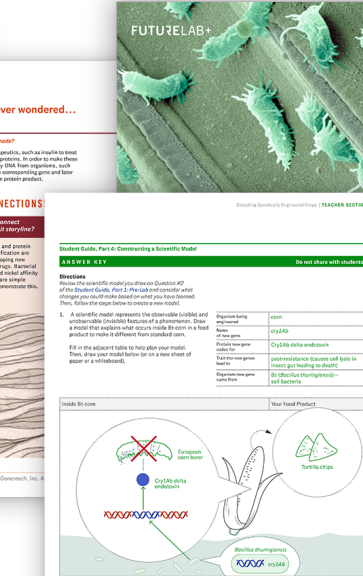 FUTURELAB+
over wondered…
made?
peutics, such as insulin to treat
proteins. In order to make these
y DNA from organisms, such
e corresponding gene and later
e protein product.
NECTIONS
onnect
it storyline?
and protein
ification are
oping new
rugs. Bacterial
d nickel affinity
are simple
emonstrate this.
Genentech, Inc. A
Detecting Genetically Engineered Crops | TEACHER SECTIO
Student Guide, Part 4: Constructing a Scientific Model
ANSWER KEY Do not share with students
Directions
Review the scientific model you drew on Question #2
of the Student Guide, Part 1: Pre-Lab and consider what
changes you could make based on what you have learned.
Then, follow the steps below to create a new model.
1. A scientific model represents the observable (visible) and
unobservable (invisible) features of a phenomenon. Draw
a model that explains what occurs inside Bt-corn in a food
product to make it different from standard corn.
Fill in the adjacent table to help plan your model.
Then, draw your model below (or on a new sheet of
paper or a whiteboard).
Organism being
engineered
corn
Name
of new gene
cry1Ab
Protein new gene
codes for
Cry1Ab delta endotoxin
Trait the new genes
lead to
pest-resistance (causes cell lysis in
insect gut leading to death)
Organism new gene
came from
Bt (Bacillus thuringiensis)—
soil bacteria
Inside Bt-corn
Your Food Product
European
corn borer
Cry1Ab delta
endotoxin
Tortilla chips
Bacillus thuringiensis
cry1Ab